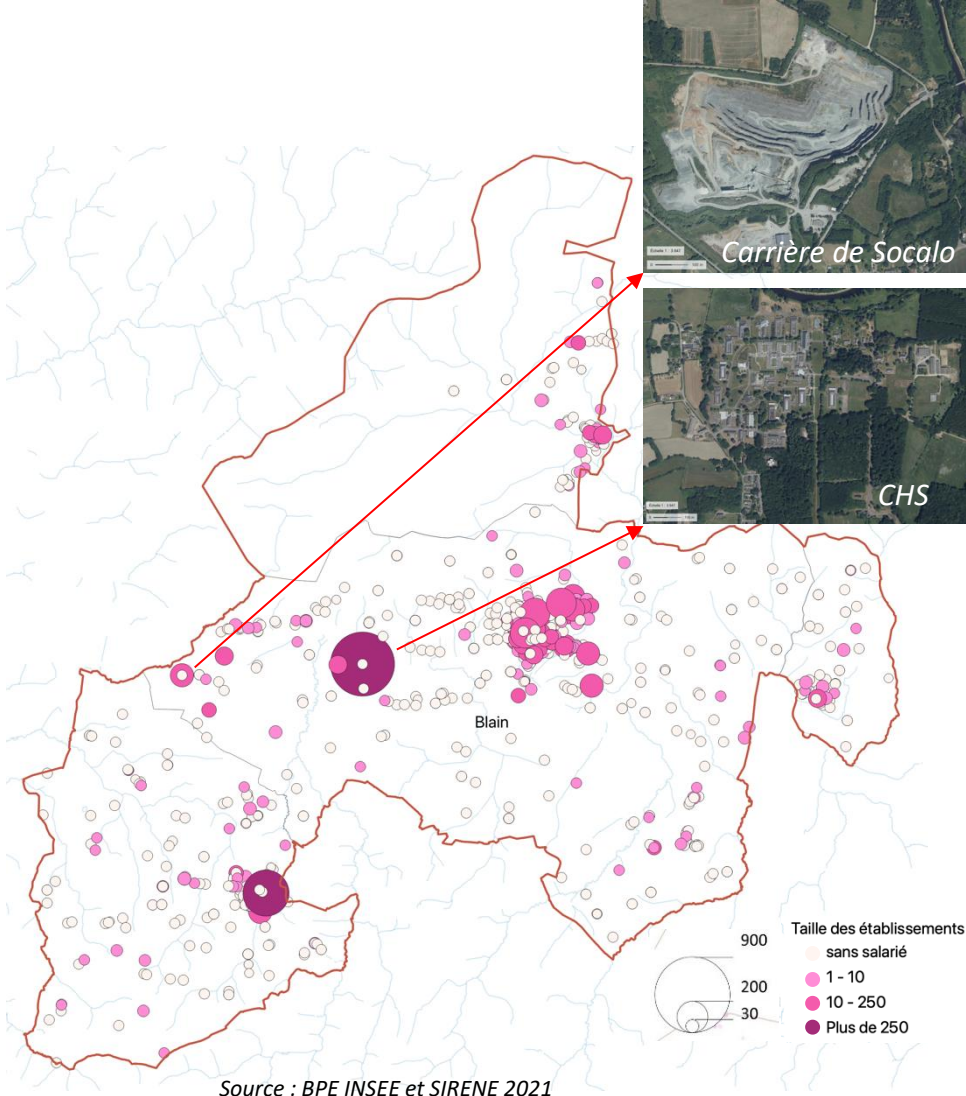 Carrière de Socalo
CHS
Blain
900
200
30
Taille des établissements
sans salarié
1 - 10
10 - 250
Plus de 250
Source : BPE INSEE et SIRENE 2021